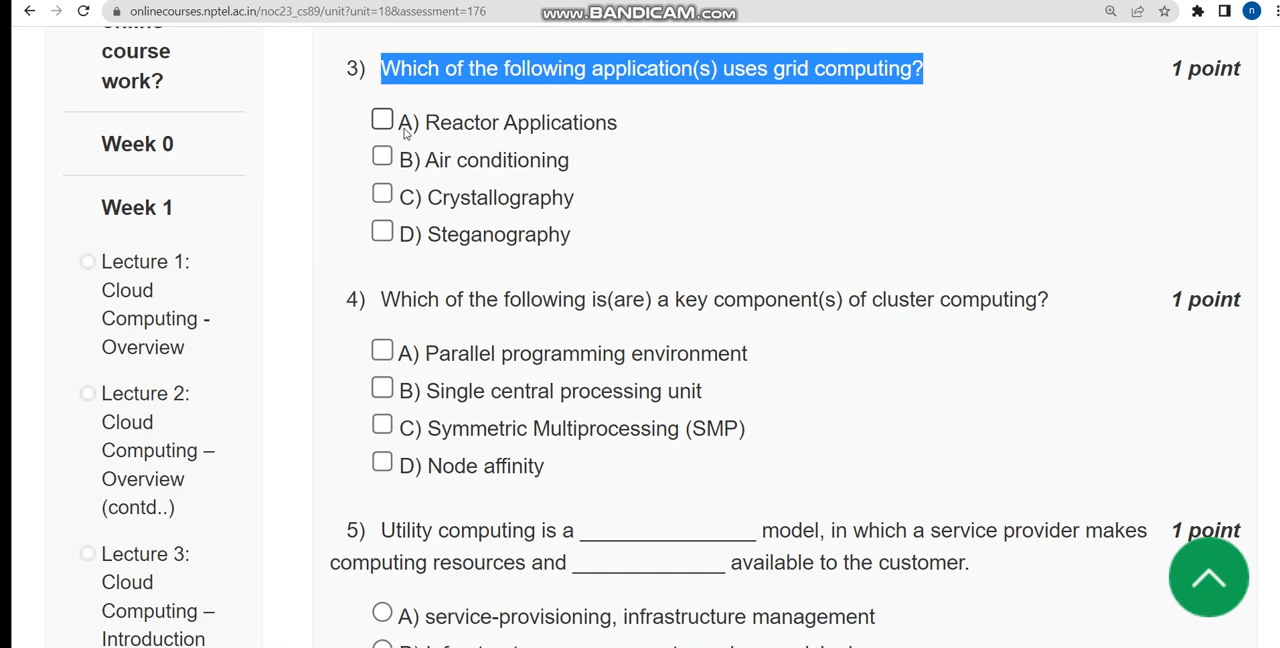 onlinecourses.nptel.ac.in/noc23_cs89/unit?unit=18&assessment=176
www.BANDICAM.com
n
online
course
work?
Week 0
Week 1
Lecture 1:
Cloud
Computing -
Overview
Lecture 2:
Cloud
Computing –
Overview
(contd..)
Lecture 3:
Cloud
Computing –
Introduction
3) Which of the following application(s) uses grid computing? 1 point
A) Reactor Applications
B) Air conditioning
C) Crystallography
D) Steganography
4) Which of the following is(are) a key component(s) of cluster computing? 1 point
A) Parallel programming environment
B) Single central processing unit
C) Symmetric Multiprocessing (SMP)
D) Node affinity
5) Utility computing is a _______________ model, in which a service provider makes 1 point
computing resources and ______________ available to the customer.
A) service-provisioning, infrastructure management